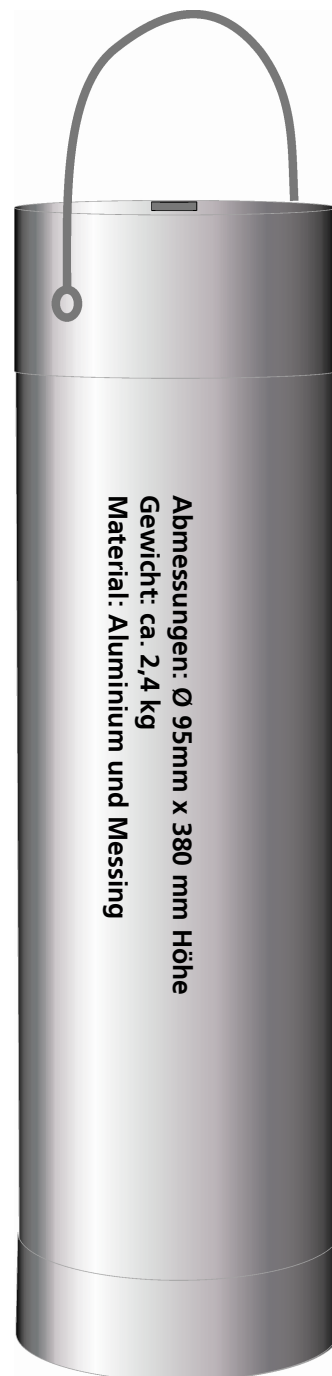 Abmessungen: Ø 95mm x 380 mm Höhe
Gewicht: ca. 2,4 kg
Material: Aluminium und Messing